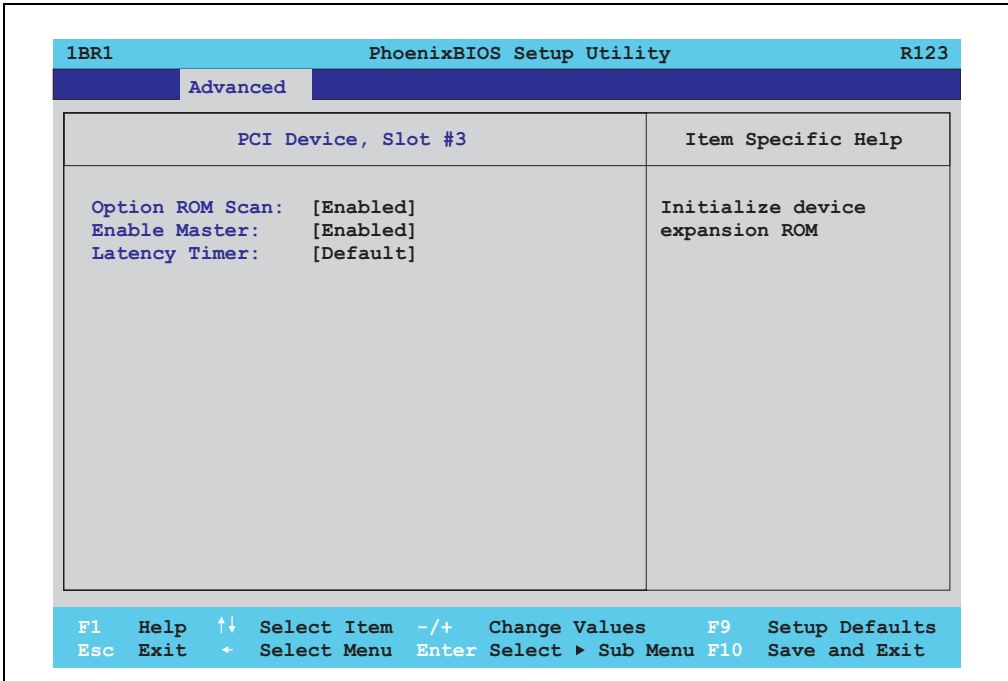 1BR1 PhoenixBIOS Setup Utility R123
Advanced
PCI Device, Slot #3
Item Specific Help
Option ROM Scan: [Enabled]
Enable Master: [Enabled]
Latency Timer: [Default]
Initialize device
expansion ROM
F1 Help ↑↓ Select Item -/+ Change Values F9 Setup Defaults
Esc Exit ← Select Menu Enter Select ▶ Sub Menu F10 Save and Exit